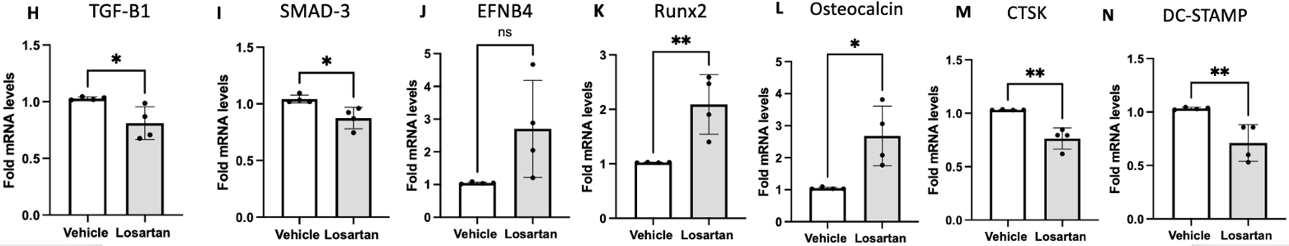 H TGF-B1
*
Fold mRNA levels
1.5
1.0
0.5
0.0
Vehicle Losartan
I SMAD-3
*
Fold mRNA levels
1.5
1.0
0.5
0.0
Vehicle Losartan
J EFNB4
ns
Fold mRNA levels
5
4
3
2
1
0
Vehicle Losartan
K Runx2
**
Fold mRNA levels
3
2
1
0
Vehicle Losartan
L Osteocalcin
*
Fold mRNA levels
5
4
3
2
1
0
Vehicle Losartan
M CTSK
**
Fold mRNA levels
1.5
1.0
0.5
0.0
Vehicle Losartan
N DC-STAMP
**
Fold mRNA levels
1.5
1.0
0.5
0.0
Vehicle Losartan